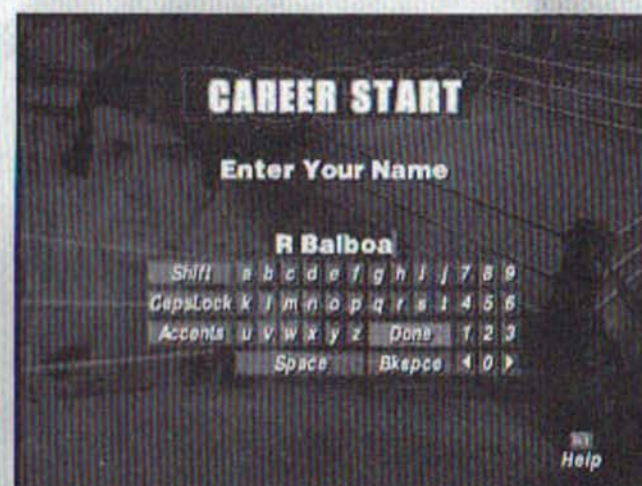 CAREER START
Enter Your Name
R Balboa
Shift a b c d e f g h i j 7 8 9
CapsLock k l m n o p q r s t 4 5 6
Accents u v w x y z Done 1 2 3
Space Bkspce ◄ 0 ►
Help